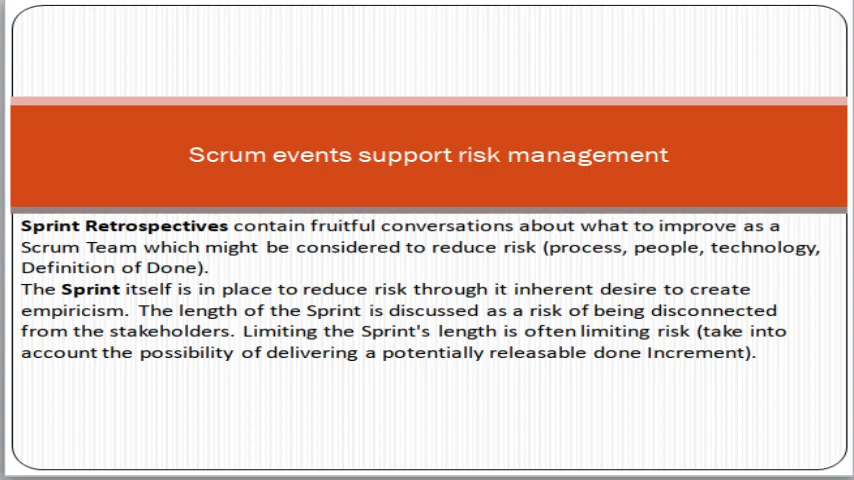 Scrum events support risk management
Sprint Retrospectives contain fruitful conversations about what to improve as a
Scrum Team which might be considered to reduce risk (process, people, technology,
Definition of Done).
The Sprint itself is in place to reduce risk through it inherent desire to create
empiricism. The length of the Sprint is discussed as a risk of being disconnected
from the stakeholders. Limiting the Sprint's length is often limiting risk (take into
account the possibility of delivering a potentially releasable done Increment).